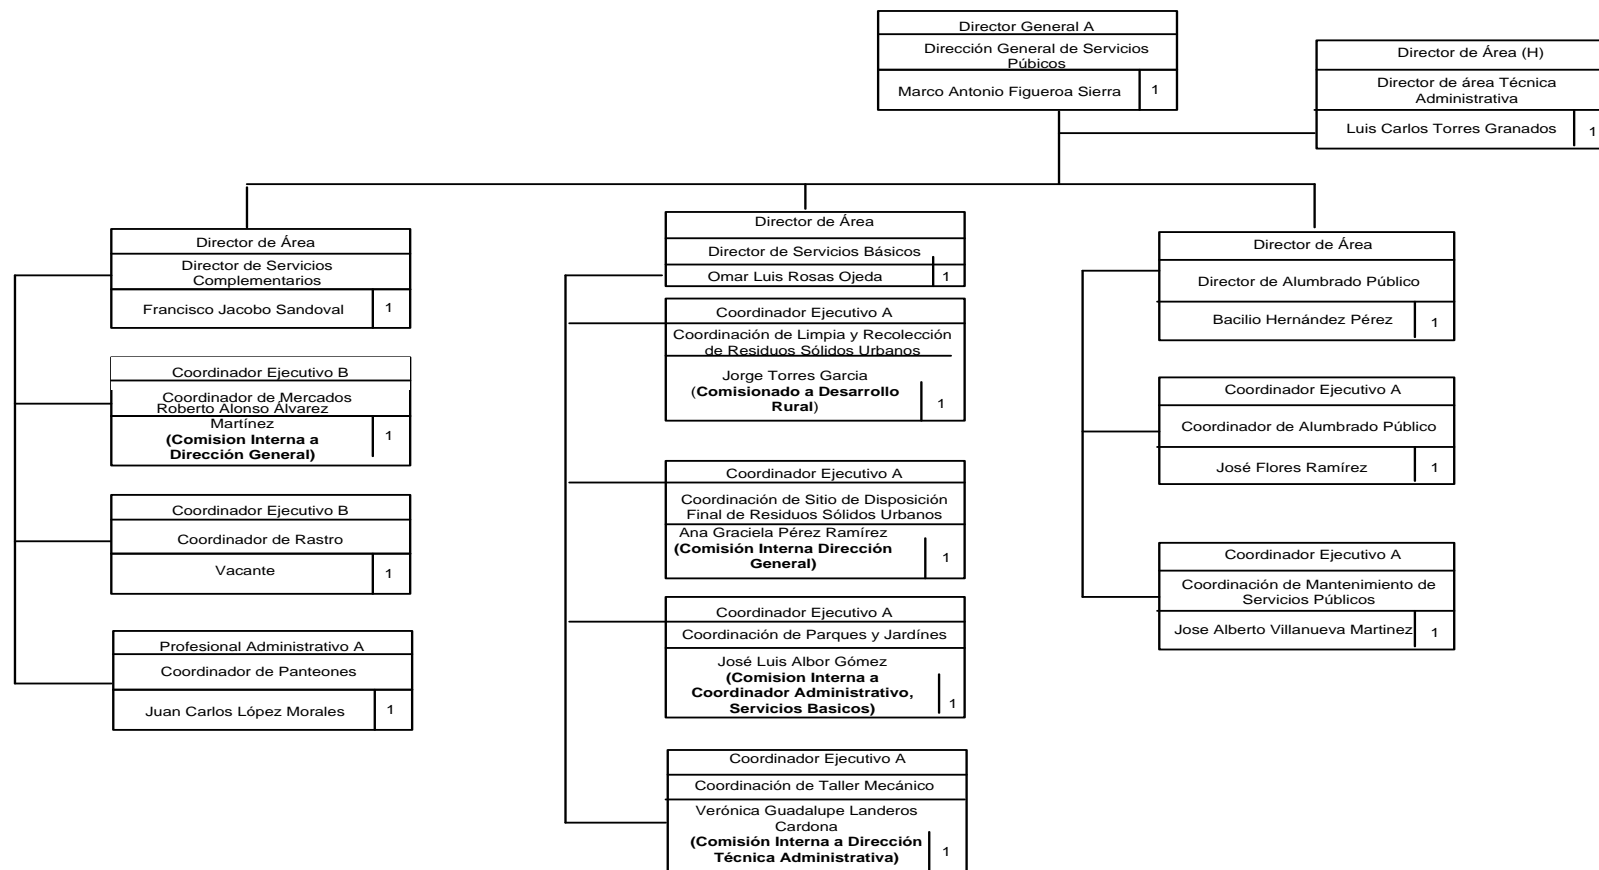 Director General A
Dirección General de Servicios
Púbicos
Marco Antonio Figueroa Sierra
1
Director de Área (H)
Director de área Técnica
Administrativa
Luis Carlos Torres Granados
1
Director de Área
Director de Servicios
Complementarios
Francisco Jacobo Sandoval
1
Coordinador Ejecutivo B
Coordinador de Mercados
Roberto Alonso Álvarez
Martínez
(Comision Interna a
Dirección General)
1
Coordinador Ejecutivo B
Coordinador de Rastro
Vacante
1
Profesional Administrativo A
Coordinador de Panteones
Juan Carlos López Morales
1
Director de Área
Director de Servicios Básicos
Omar Luis Rosas Ojeda
1
Coordinador Ejecutivo A
Coordinación de Limpia y Recolección
de Residuos Sólidos Urbanos
Jorge Torres Garcia
(Comisionado a Desarrollo
Rural)
1
Coordinador Ejecutivo A
Coordinación de Sitio de Disposición
Final de Residuos Sólidos Urbanos
Ana Graciela Pérez Ramírez
(Comisión Interna Dirección
General)
1
Coordinador Ejecutivo A
Coordinación de Parques y Jardínes
José Luis Albor Gómez
(Comision Interna a
Coordinador Administrativo,
Servicios Basicos)
1
Coordinador Ejecutivo A
Coordinación de Taller Mecánico
Verónica Guadalupe Landeros
Cardona
(Comisión Interna a Dirección
Técnica Administrativa)
1
Director de Área
Director de Alumbrado Público
Bacilio Hernández Pérez
1
Coordinador Ejecutivo A
Coordinador de Alumbrado Público
José Flores Ramírez
1
Coordinador Ejecutivo A
Coordinación de Mantenimiento de
Servicios Públicos
Jose Alberto Villanueva Martinez
1